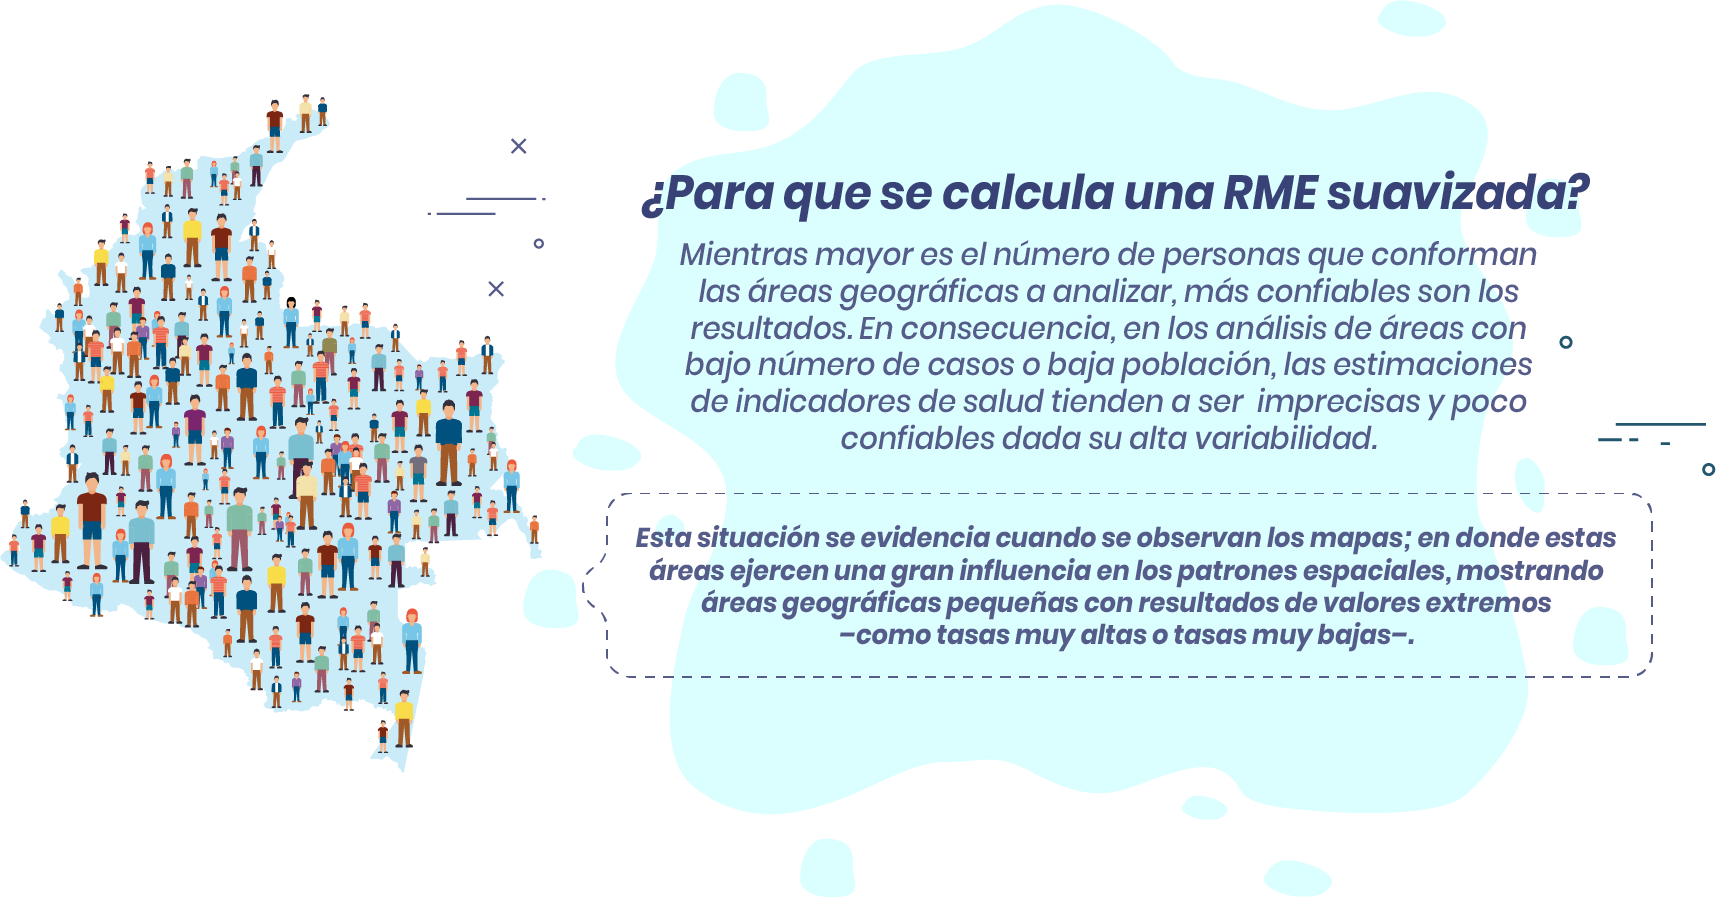 ¿Para que se calcula una RME suavizada?
Mientras mayor es el número de personas que conforman
las áreas geográficas a analizar, más confiables son los
resultados. En consecuencia, en los análisis de áreas con
bajo número de casos o baja población, las estimaciones
de indicadores de salud tienden a ser  imprecisas y poco
confiables dada su alta variabilidad.
Esta situación se evidencia cuando se observan los mapas; en donde estas
áreas ejercen una gran influencia en los patrones espaciales, mostrando
áreas geográficas pequeñas con resultados de valores extremos
–como tasas muy altas o tasas muy bajas–.